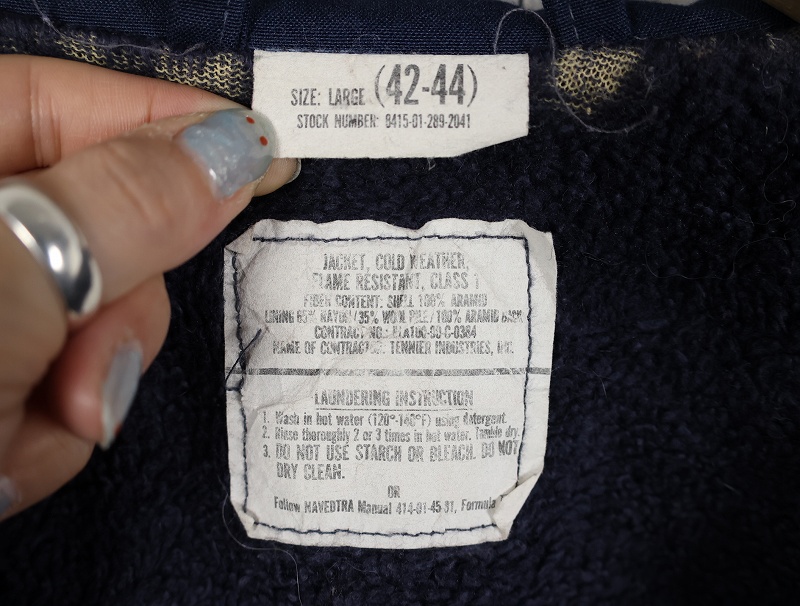 SIZE: LARGE (42-44)
STOCK NUMBER: 8415-01-289-2041
JACKET, COLD WEATHER,
FLAME RESISTANT, CLASS 1
FIBER CONTENT: SHELL 100% ARAMID
LINING 65% RAYON/35% WOOL PILE/100% ARAMID BACK
CONTRACT NO.:
NAME OF CONTRACTOR: TENNIER INDUSTRIES, INC.
LAUNDERING INSTRUCTION
1. Wash in hot water (120°-140°F) using detergent.
2. Rinse thoroughly 2 or 3 times in hot water. Tumble dry.
3. DO NOT USE STARCH OR BLEACH. DO NOT
DRY CLEAN.
OR
Follow NAVEDTRA Manual 414-01-45-81, Formula